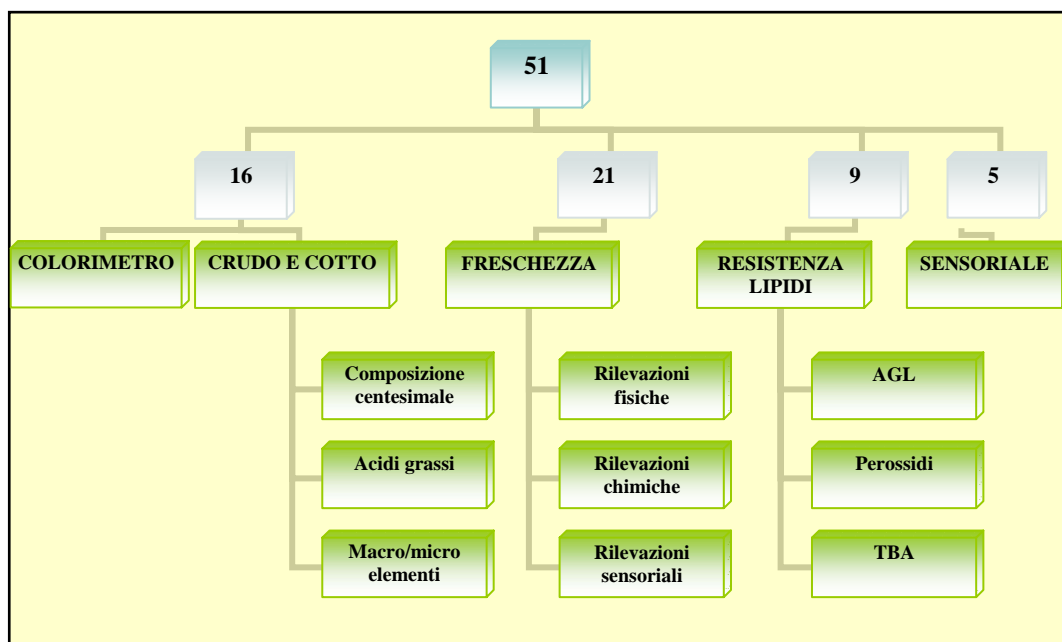 51
16
21
9
5
COLORIMETRO
CRUDO E COTTO
FRESCHEZZA
RESISTENZA
LIPIDI
SENSORIALE
Composizione
centesimale
Rilevazioni
fisiche
AGL
Acidi grassi
Rilevazioni
chimiche
Perossidi
Macro/micro
elementi
Rilevazioni
sensoriali
TBA